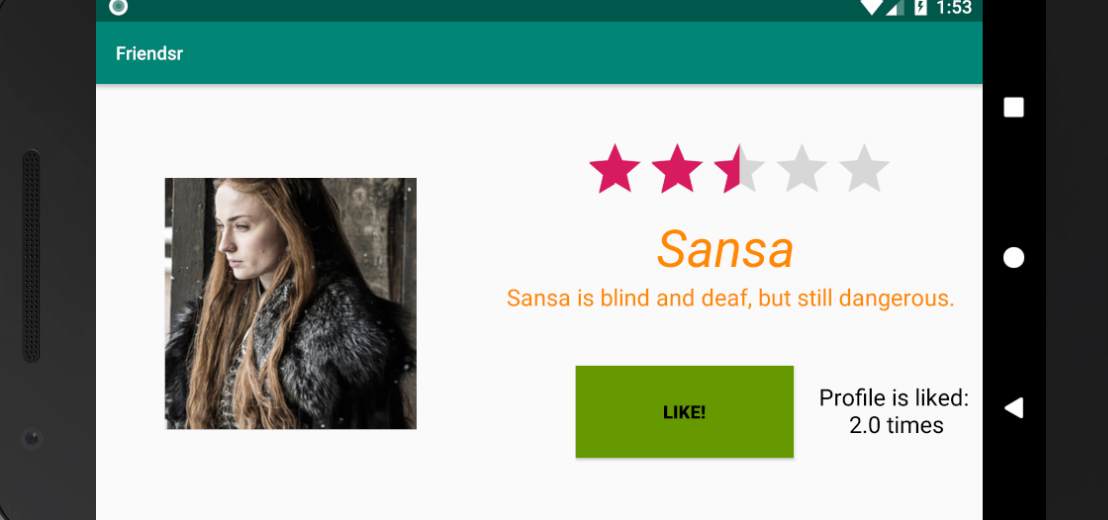 1:53
Friendsr
Sansa
Sansa is blind and deaf, but still dangerous.
LIKE!
Profile is liked:
2.0 times